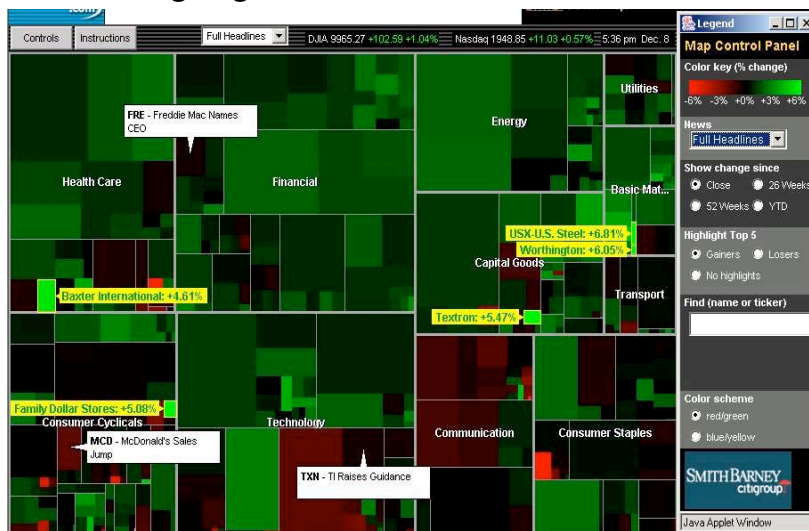 .com
Controls
Instructions
Full Headlines
DJIA 9965.27 +102.59 +1.04%
Nasdaq 1948.85 +11.03 +0.57%
5:36 pm Dec. 8
FRE - Freddie Mac Names
CEO
Health Care
Financial
Energy
Utilities
Basic Mat...
USX-U.S. Steel: +6.81%
Worthington: +6.05%
Capital Goods
Transport
Baxter International: +4.61%
Textron: +5.47%
Family Dollar Stores: +5.08%
Consumer Cyclicals
Technology
Communication
Consumer Staples
MCD - McDonald's Sales
Jump
TXN - TI Raises Guidance
Legend
Map Control Panel
Color key (% change)
-6% -3% +0% +3% +6%
News
Full Headlines
Show change since
Close
26 Weeks
52 Weeks
YTD
Highlight Top 5
Gainers
Losers
No highlights
Find (name or ticker)
Color scheme
red/green
blue/yellow
SMITH BARNEY
citigroup
Java Applet Window